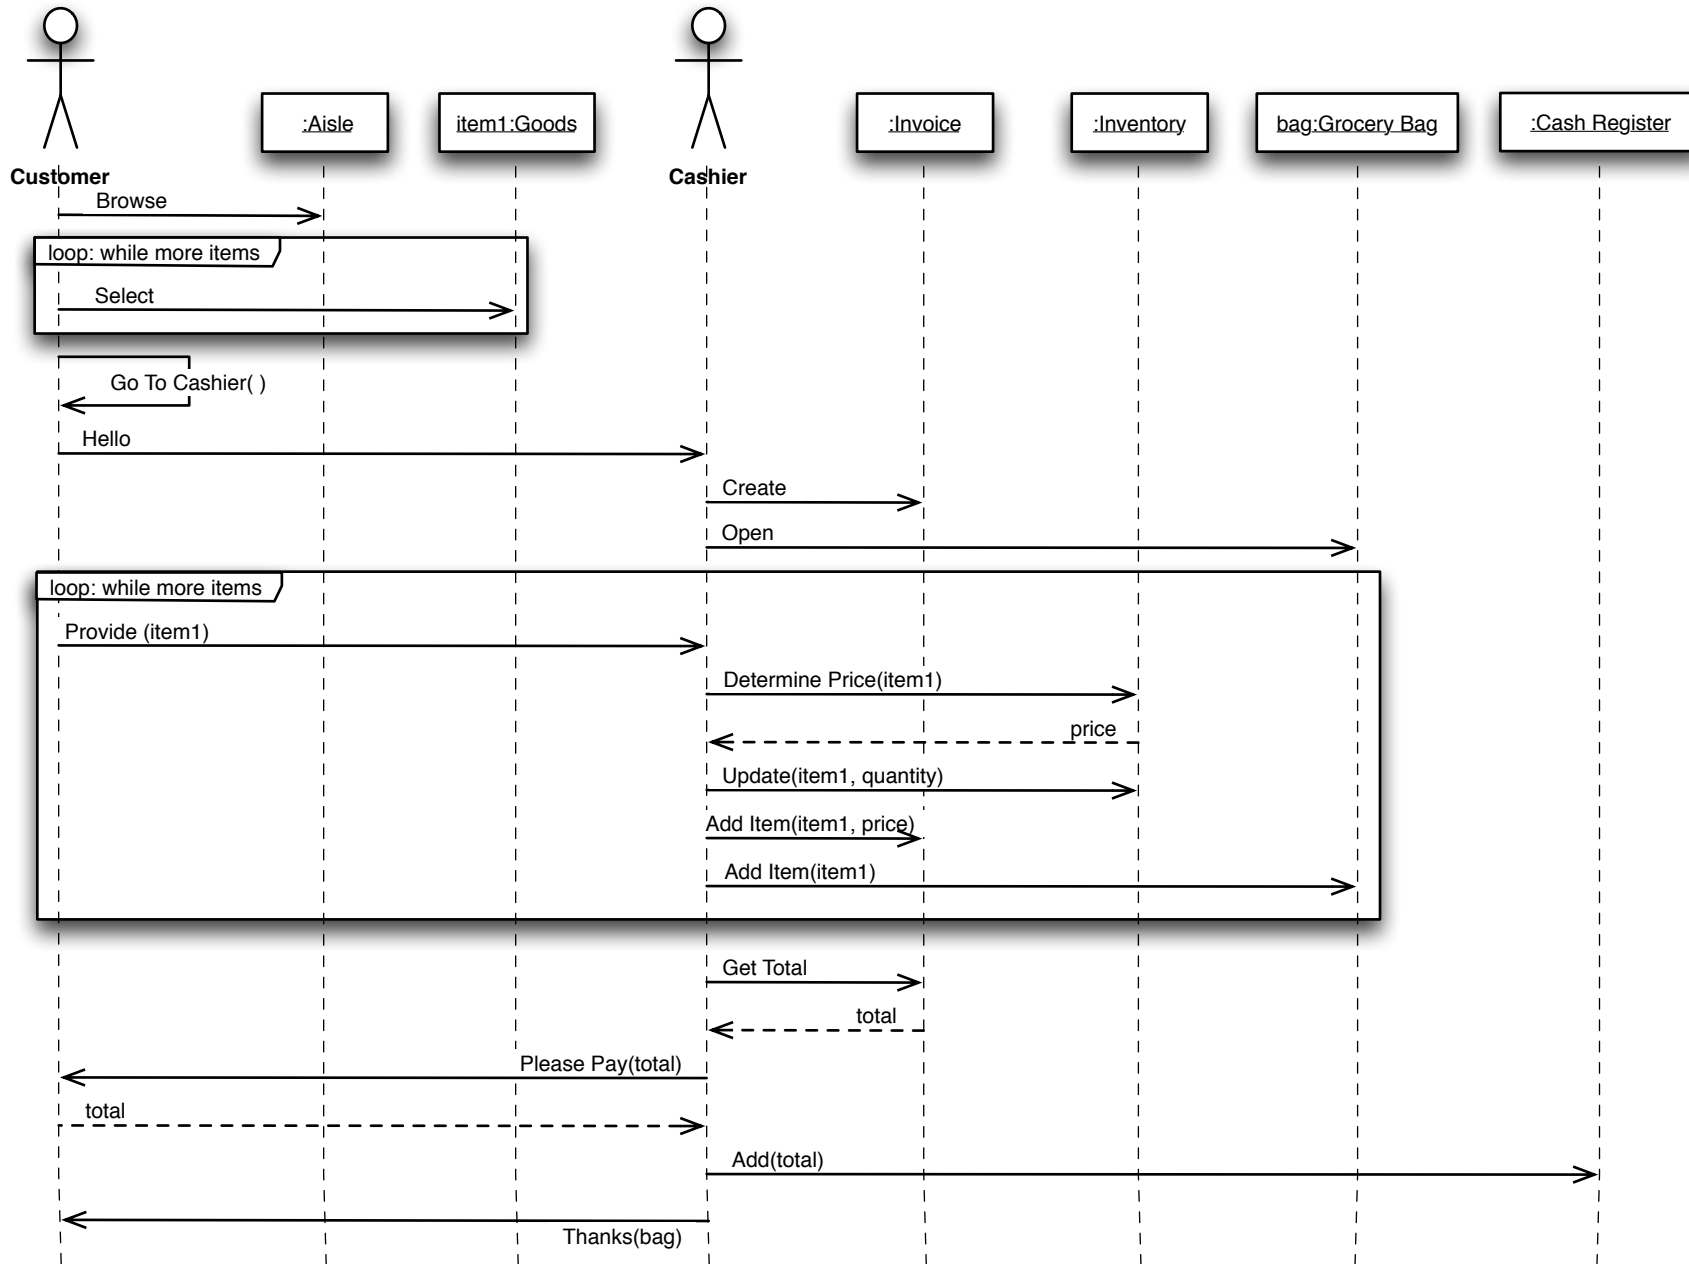 :Aisle
item1:Goods
:Invoice
:Inventory
bag:Grocery Bag
:Cash Register
Customer
Cashier
Browse
loop: while more items
Select
Go To Cashier( )
Hello
Create
Open
loop: while more items
Provide (item1)
Determine Price(item1)
price
Update(item1, quantity)
Add Item(item1, price)
Add Item(item1)
Get Total
total
Please Pay(total)
total
Add(total)
Thanks(bag)